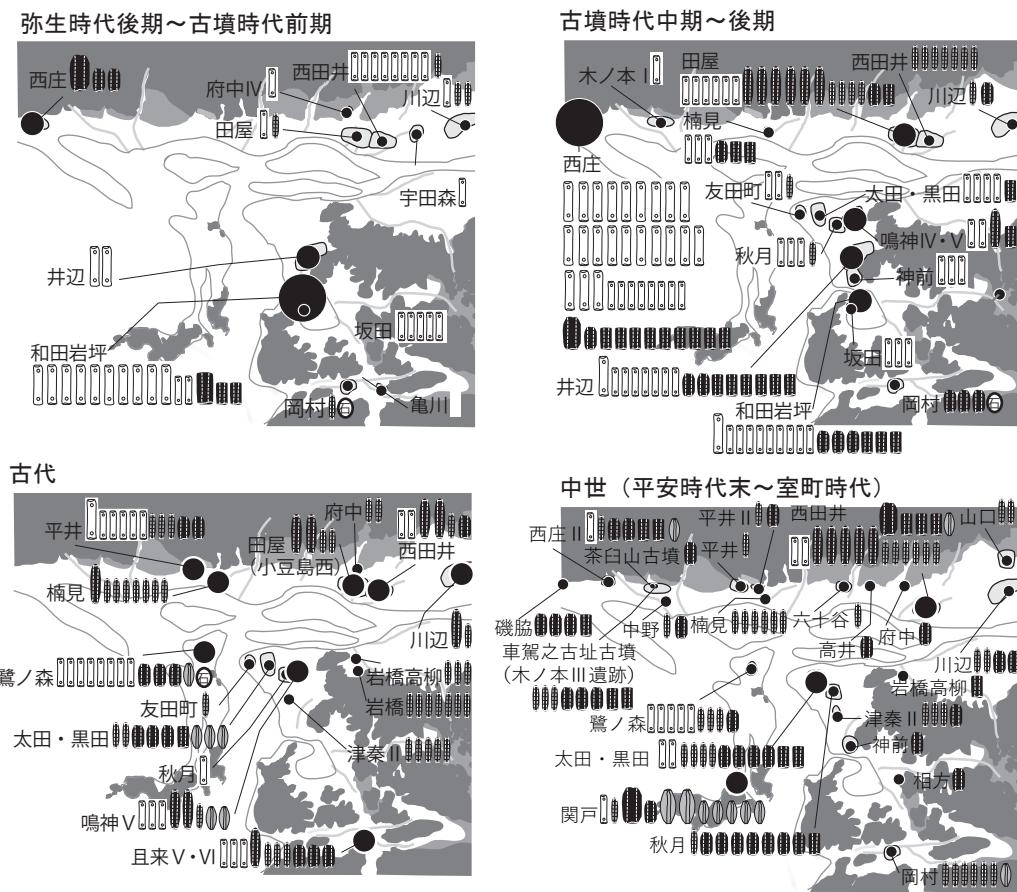 弥生時代後期～古墳時代前期
西庄
府中Ⅳ
西田井
川辺
田屋
宇田森
井辺
和田岩坪
坂田
岡村
石
亀川
古墳時代中期～後期
木ノ本Ⅰ
田屋
西田井
川辺
楠見
西庄
友田町
太田・黒田
鳴神Ⅳ・Ⅴ
秋月
神前
坂田
井辺
和田岩坪
岡村
石
古代
平井
府中
田屋
(小豆島西)
西田井
楠見
川辺
鷺ノ森
石
岩橋高柳
友田町
岩橋
太田・黒田
津秦Ⅱ
秋月
鳴神Ⅴ
且来Ⅴ・Ⅵ
中世（平安時代末～室町時代）
西庄Ⅱ
平井Ⅱ
西田井
山口
茶臼山古墳
平井
磯脇
中野
楠見
六十谷
府中
高井
車駕之古址古墳
(木ノ本Ⅲ遺跡)
川辺
岩橋高柳
鷺ノ森
津秦Ⅱ
太田・黒田
神前
相方
関戸
秋月
岡村